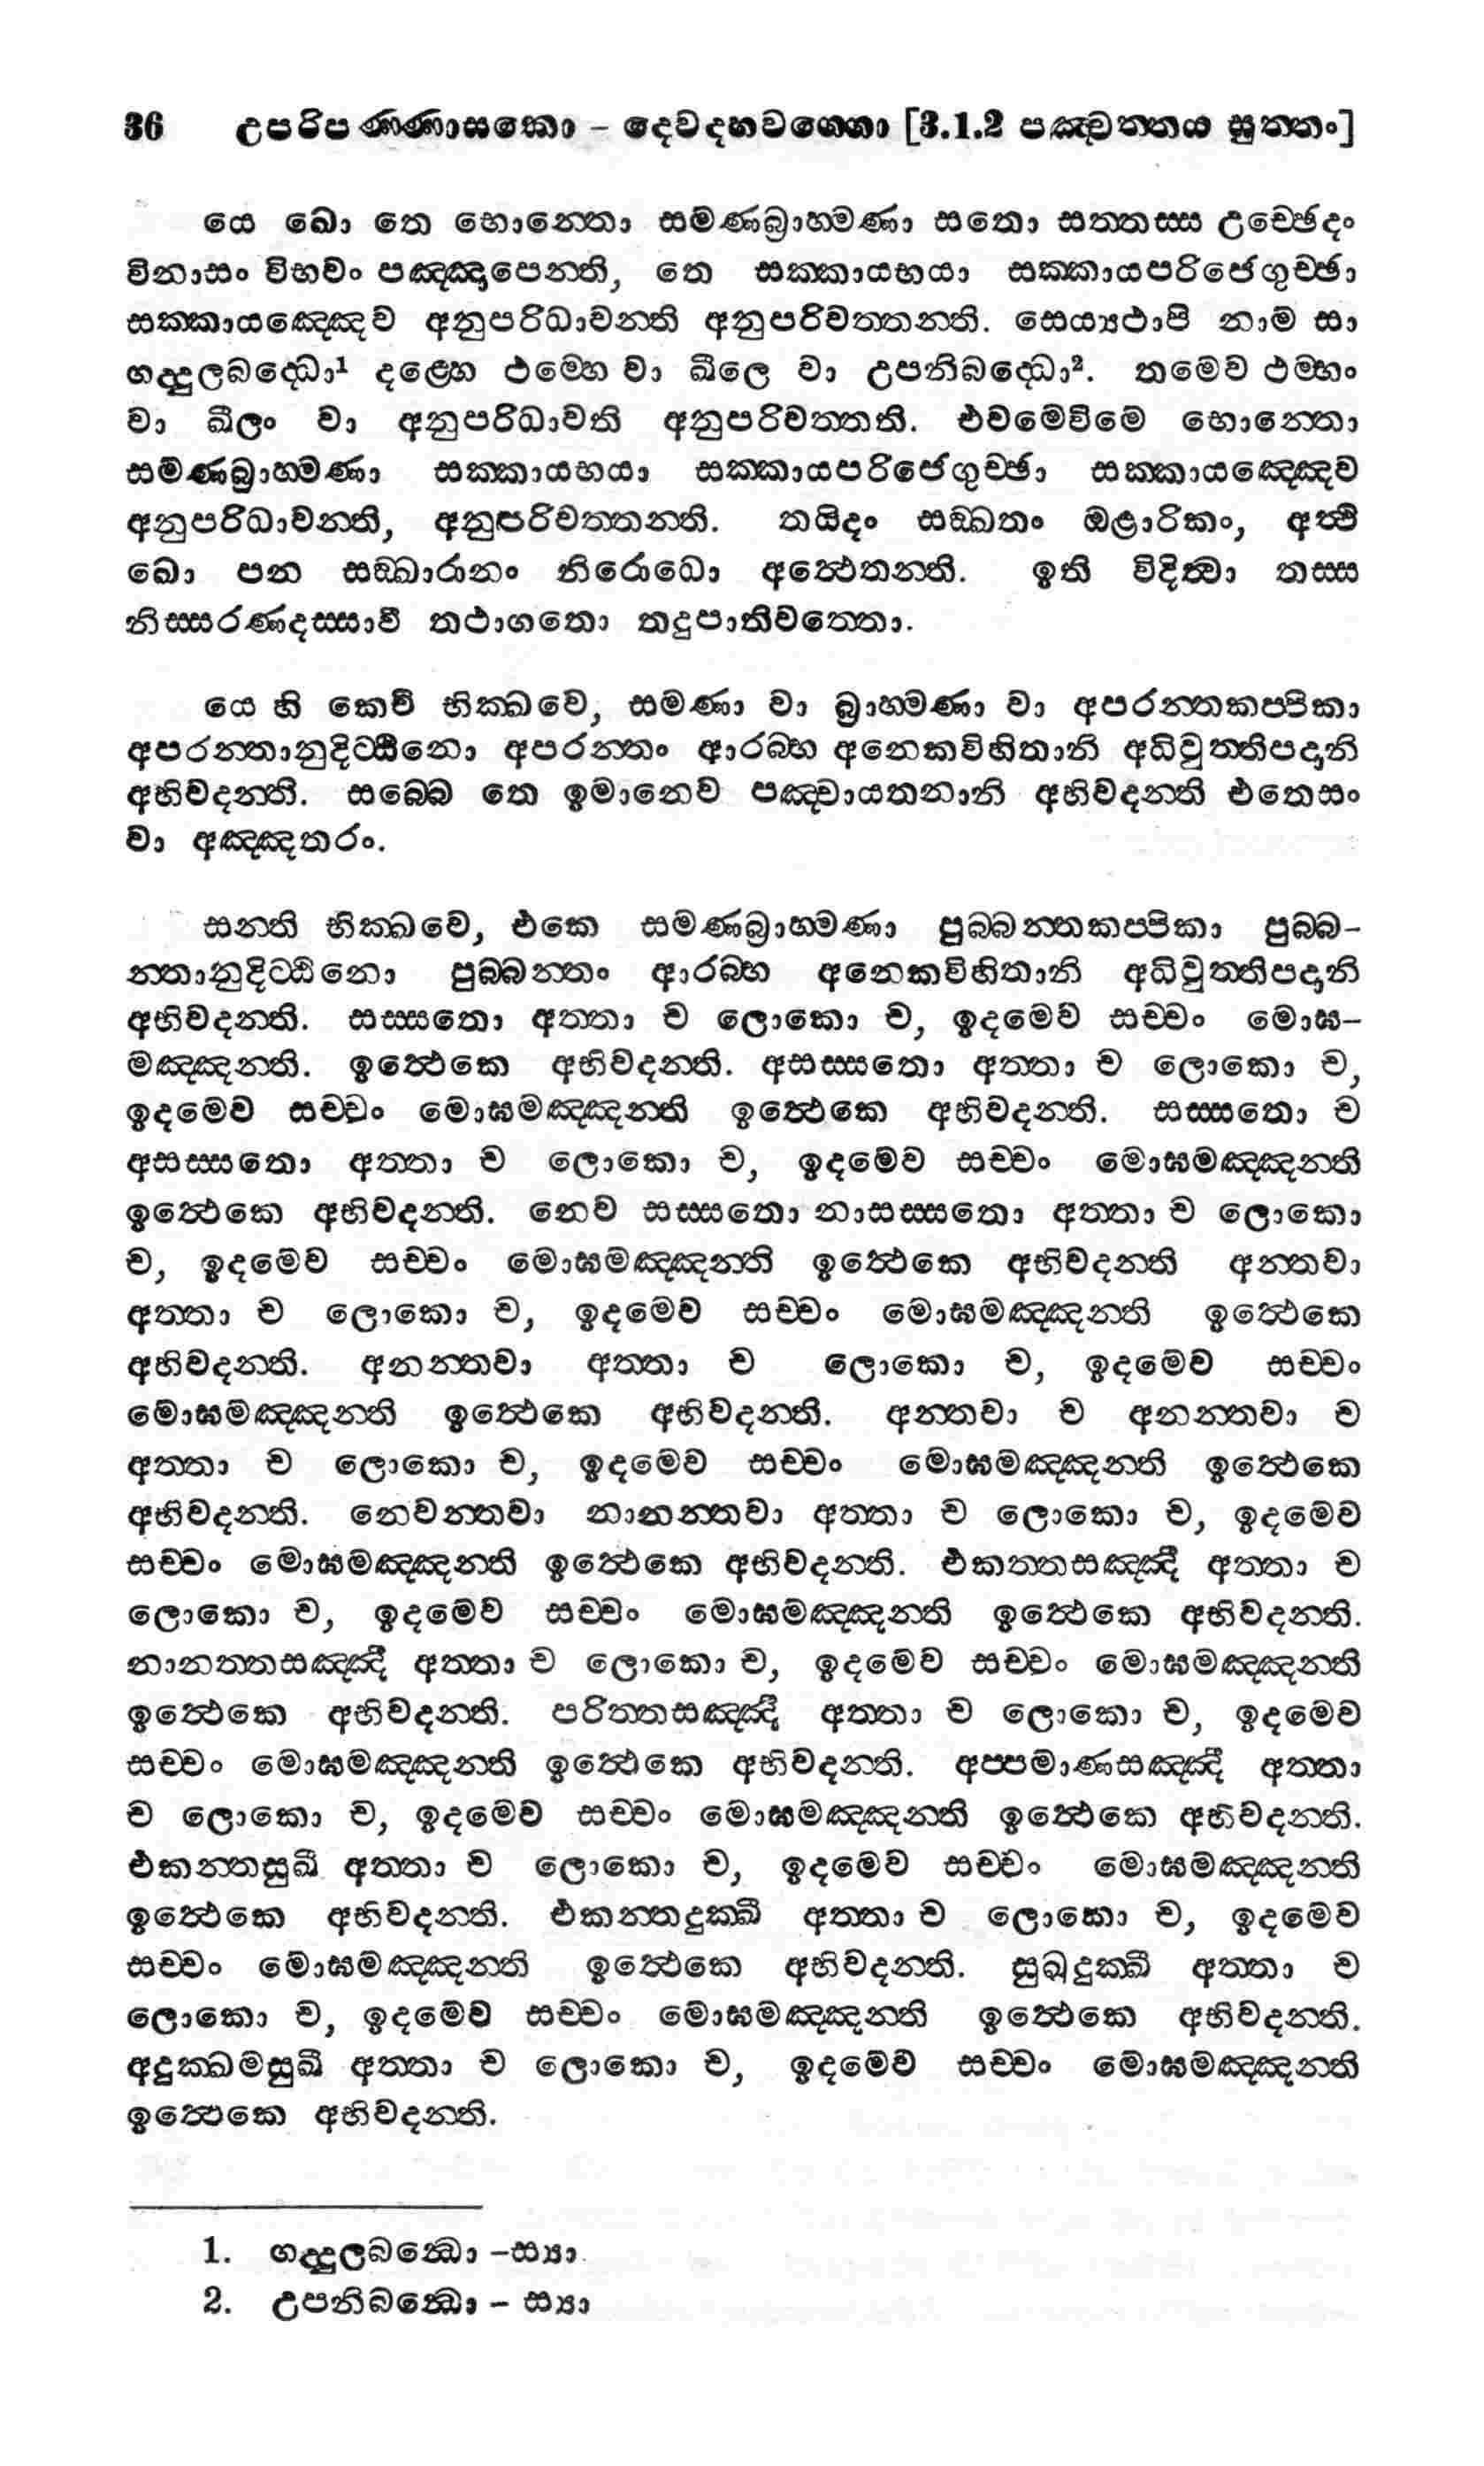 36 උපරිපණ්ණාසකො – දෙවදහවග්ගො [3.1.2 පඤ්චත්තය සුත්තං]
යෙ ඛො තෙ භොන්තො සමණබ්‍රාහ්මණා සතො සත්තස්ස උච්ඡෙදං
විනාසං විභවං පඤ්ඤාපෙන්ති, තෙ සක්කායභයා සක්කායපරිජෙගුච්ඡා
සක්කායඤ්ඤෙව අනුපරිධාවන්ති අනුපරිවත්තන්ති. සෙය්‍යථාපි නාම සා
ගද්දුලබද්ධො¹ දළ්හෙ ථම්හෙ වා ඛීලෙ වා උපනිබද්ධො². තමෙව ථම්භං
වා ඛීලං වා අනුපරිධාවති අනුපරිවත්තති. එවමෙවිමෙ භොන්තො
සමණබ්‍රාහ්මණා සක්කායභයා සක්කායපරිජෙගුච්ඡා සක්කායඤ්ඤෙව
අනුපරිධාවන්ති, අනුපරිවත්තන්ති. තයිදං සඞ්ඛතං ඔළාරිකං, අත්ථි
ඛො පන සඞ්ඛාරානං නිරොධො අත්ථෙතන්ති. ඉති විදිත්වා තස්ස
නිස්සරණදස්සාවී තථාගතො තදුපාතිවත්තො.
යෙ හි කෙචි භික්ඛවෙ, සමණා වා බ්‍රාහ්මණා වා අපරන්තකප්පිකා
අපරන්තානුදිට්ඨිනො අපරන්තං ආරබ්භ අනෙකවිහිතානි අධිවුත්තිපදානි
අභිවදන්ති. සබ්බෙ තෙ ඉමානෙව පඤ්චායතනානි අභිවදන්ති එතෙසං
වා අඤ්ඤතරං.
සන්ති භික්ඛවෙ, එකෙ සමණබ්‍රාහ්මණා පුබ්බන්තකප්පිකා පුබ්බ–
න්තානුදිට්ඨිනො පුබ්බන්තං ආරබ්භ අනෙකවිහිතානි අධිවුත්තිපදානි
අභිවදන්ති. සස්සතො අත්තා ච ලොකො ච, ඉදමෙව සච්චං මොඝ–
මඤ්ඤන්ති. ඉත්ථෙකෙ අභිවදන්ති. අසස්සතො අත්තා ච ලොකො ච,
ඉදමෙව සච්චං මොඝමඤ්ඤන්ති ඉත්ථෙකෙ අභිවදන්ති. සස්සතො ච
අසස්සතො අත්තා ච ලොකො ච, ඉදමෙව සච්චං මොඝමඤ්ඤන්ති
ඉත්ථෙකෙ අභිවදන්ති. නෙව සස්සතො නාසස්සතො අත්තා ච ලොකො
ච, ඉදමෙව සච්චං මොඝමඤ්ඤන්ති ඉත්ථෙකෙ අභිවදන්ති අන්තවා
අත්තා ච ලොකො ච, ඉදමෙව සච්චං මොඝමඤ්ඤන්ති ඉත්ථෙකෙ
අභිවදන්ති. අනන්තවා අත්තා ච ලොකො ච, ඉදමෙව සච්චං
මොඝමඤ්ඤන්ති ඉත්ථෙකෙ අභිවදන්ති. අන්තවා ච අනන්තවා ච
අත්තා ච ලොකො ච, ඉදමෙව සච්චං මොඝමඤ්ඤන්ති ඉත්ථෙකෙ
අභිවදන්ති. නෙවන්තවා නානන්තවා අත්තා ච ලොකො ච, ඉදමෙව
සච්චං මොඝමඤ්ඤන්ති ඉත්ථෙකෙ අභිවදන්ති. එකත්තසඤ්ඤී අත්තා ච
ලොකො ච, ඉදමෙව සච්චං මොඝමඤ්ඤන්ති ඉත්ථෙකෙ අභිවදන්ති.
නානත්තසඤ්ඤී අත්තා ච ලොකො ච, ඉදමෙව සච්චං මොඝමඤ්ඤන්ති
ඉත්ථෙකෙ අභිවදන්ති. පරිත්තසඤ්ඤී අත්තා ච ලොකො ච, ඉදමෙව
සච්චං මොඝමඤ්ඤන්ති ඉත්ථෙකෙ අභිවදන්ති. අප්පමාණසඤ්ඤී අත්තා
ච ලොකො ච, ඉදමෙව සච්චං මොඝමඤ්ඤන්ති ඉත්ථෙකෙ අභිවදන්ති.
එකන්තසුඛී අත්තා ච ලොකො ච, ඉදමෙව සච්චං මොඝමඤ්ඤන්ති
ඉත්ථෙකෙ අභිවදන්ති. එකන්තදුක්ඛී අත්තා ච ලොකො ච, ඉදමෙව
සච්චං මොඝමඤ්ඤන්ති ඉත්ථෙකෙ අභිවදන්ති. සුඛදුක්ඛී අත්තා ච
ලොකො ච, ඉදමෙව සච්චං මොඝමඤ්ඤන්ති ඉත්ථෙකෙ අභිවදන්ති.
අදුක්ඛමසුඛී අත්තා ච ලොකො ච, ඉදමෙව සච්චං මොඝමඤ්ඤන්ති
ඉත්ථෙකෙ අභිවදන්ති.
1. ගද්දුලබන්ධො –ස්‍යා.
2. උපනිබන්ධො – ස්‍යා